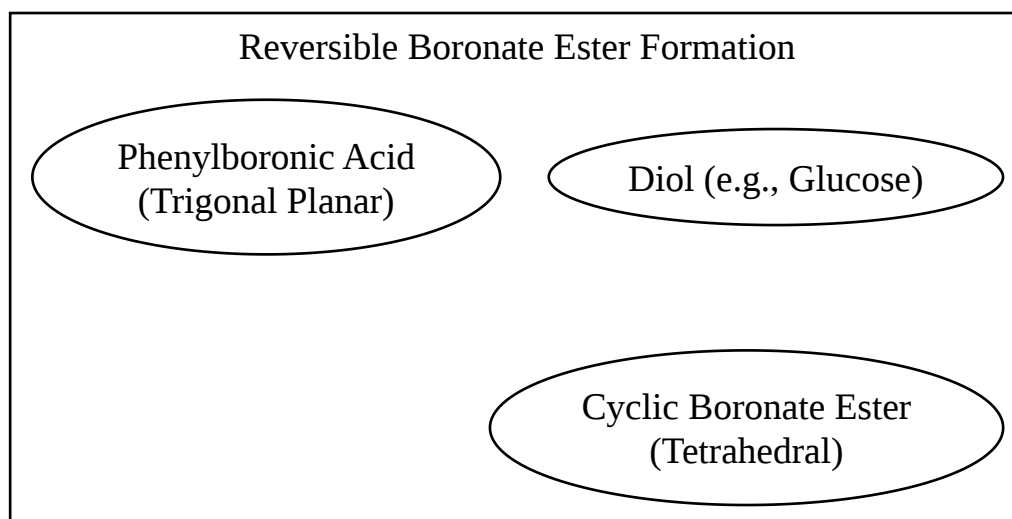 Reversible Boronate Ester Formation
Phenylboronic Acid
(Trigonal Planar)
Diol (e.g., Glucose)
Cyclic Boronate Ester
(Tetrahedral)